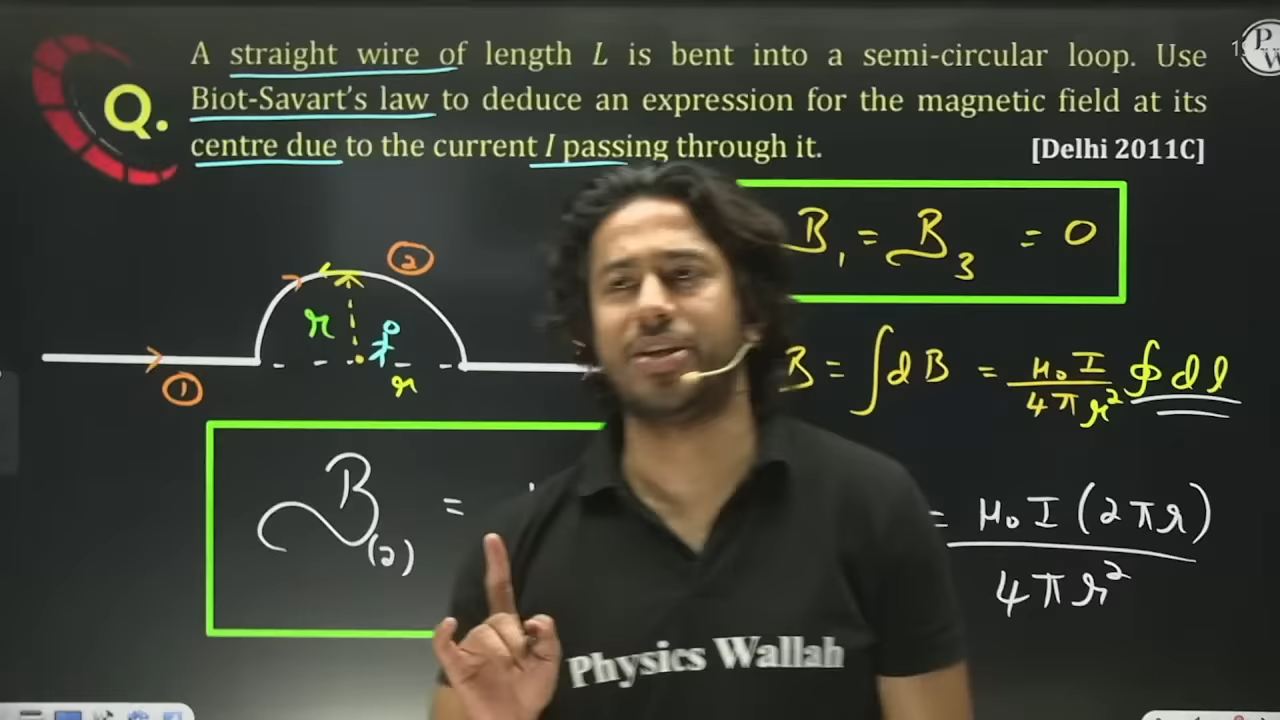 Q.
A straight wire of length L is bent into a semi-circular loop. Use
Biot-Savart's law to deduce an expression for the magnetic field at its
centre due to the current I passing through it. [Delhi 2011C]
P
W
B₁ = B₃ = 0
②
r
r
①
B = ∫dB = μ₀I/4πr² ∮dl
B₍₂₎ =
= μ₀I(2πr)/4πr²
Physics Wallah